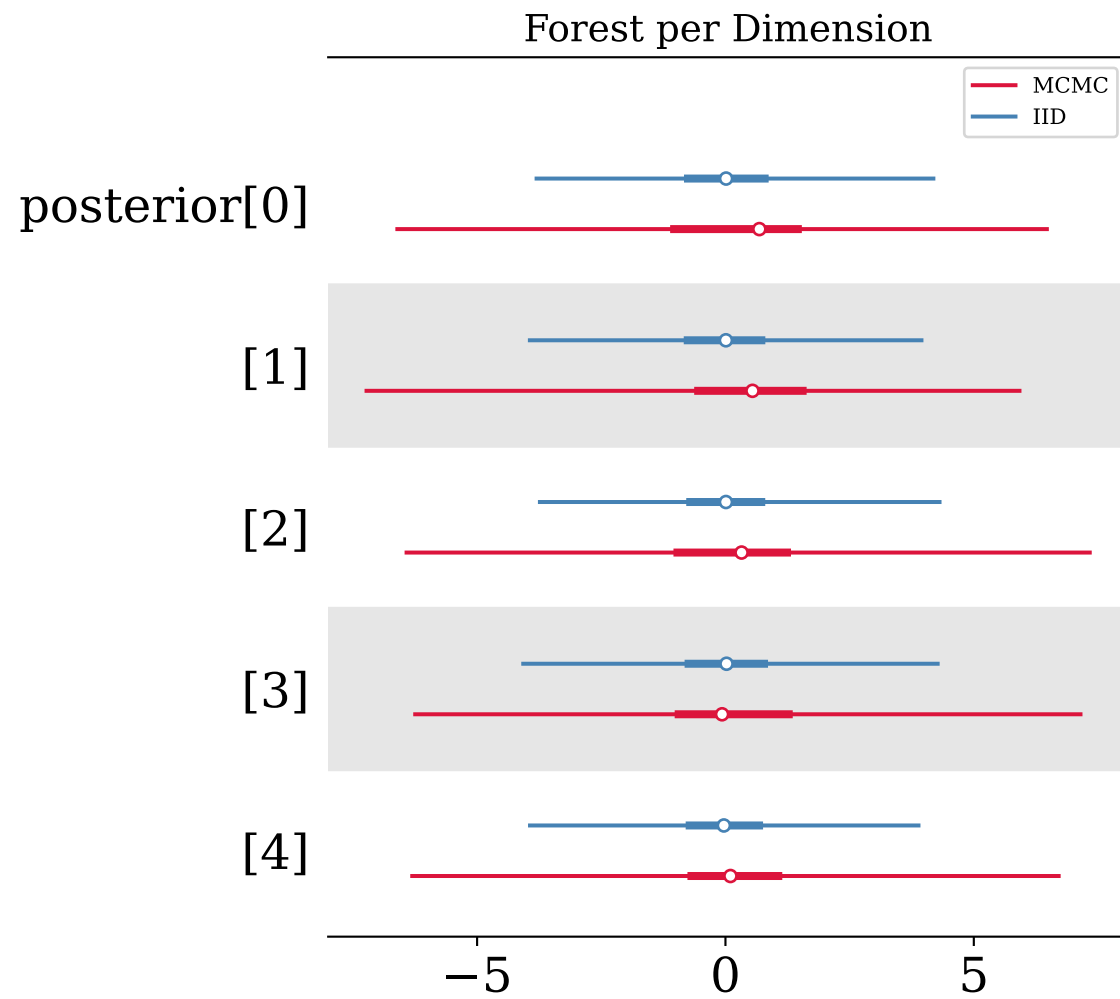 Forest per Dimension
MCMC
IID
posterior[0]
[1]
[2]
[3]
[4]
−5 0 5